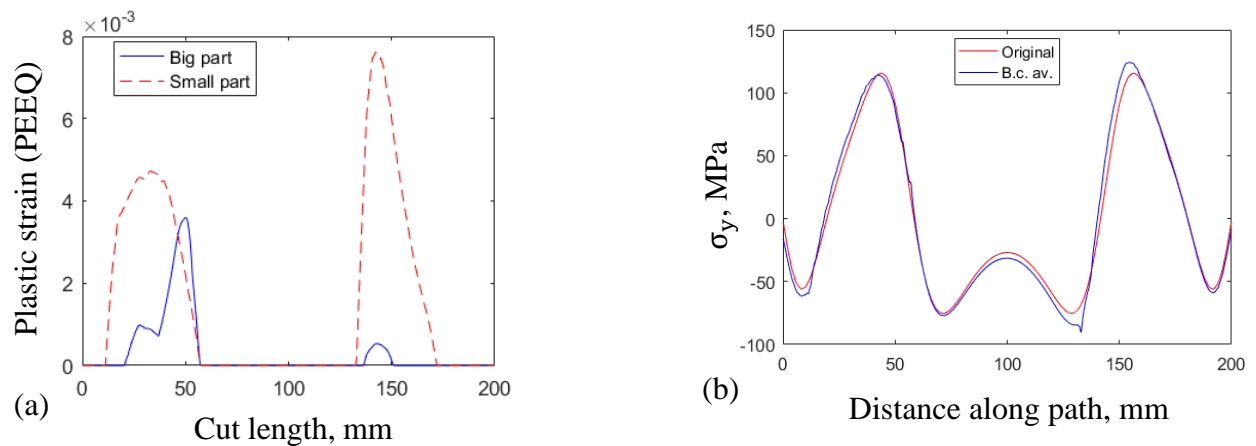 ×10⁻³
8
6
4
2
0
Plastic strain (PEEQ)
Big part
Small part
0 50 100 150 200
(a)
Cut length, mm
150
100
50
0
-50
-100
σy, MPa
Original
B.c. av.
0 50 100 150 200
(b)
Distance along path, mm